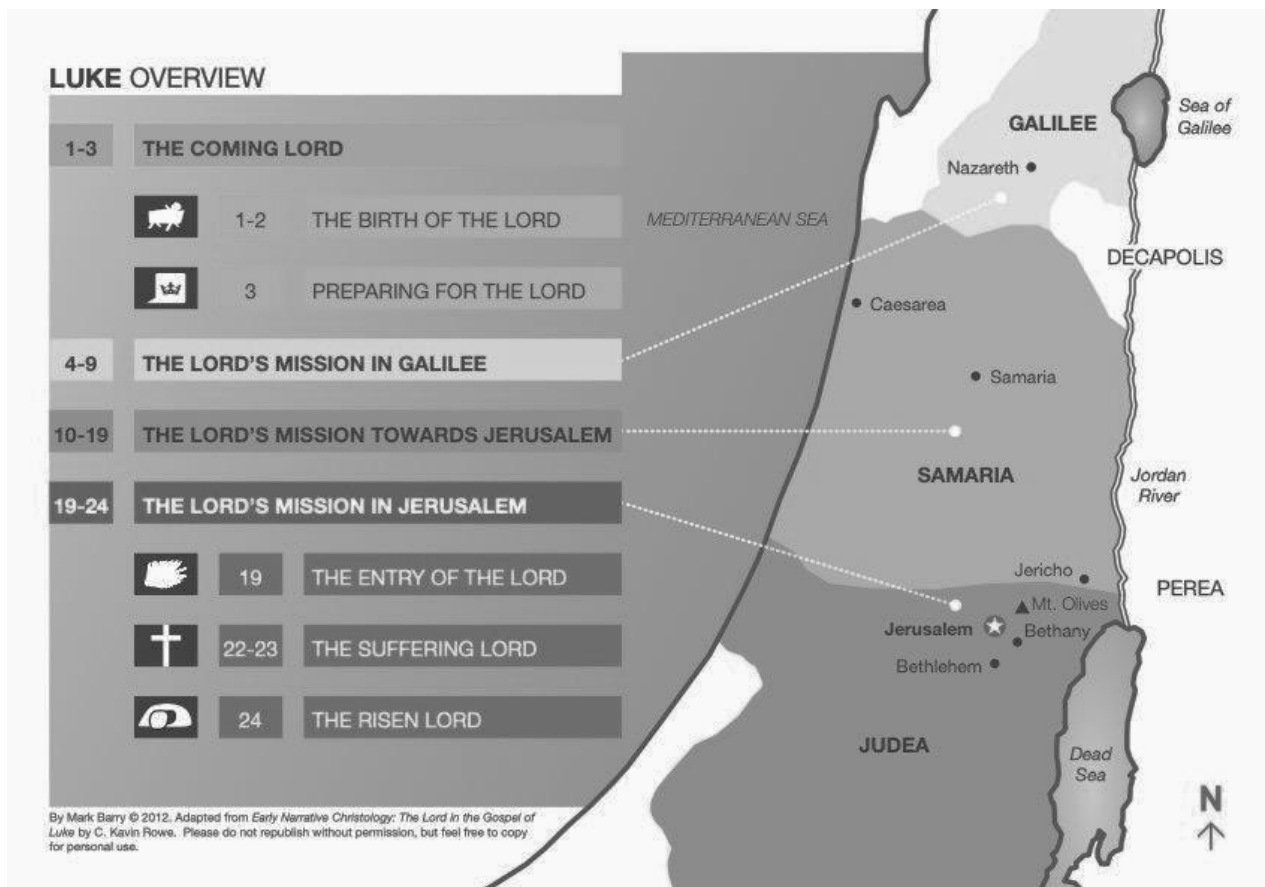 LUKE OVERVIEW
1-3 THE COMING LORD
1-2 THE BIRTH OF THE LORD
3 PREPARING FOR THE LORD
4-9 THE LORD'S MISSION IN GALILEE
10-19 THE LORD'S MISSION TOWARDS JERUSALEM
19-24 THE LORD'S MISSION IN JERUSALEM
19 THE ENTRY OF THE LORD
22-23 THE SUFFERING LORD
24 THE RISEN LORD
By Mark Barry © 2012. Adapted from Early Narrative Christology: The Lord in the Gospel of
Luke by C. Kavin Rowe. Please do not republish without permission, but feel free to copy
for personal use.
Sea of
Galilee
GALILEE
Nazareth
MEDITERRANEAN SEA
DECAPOLIS
Caesarea
Samaria
SAMARIA
Jordan
River
Jericho
PEREA
Mt. Olives
Jerusalem
Bethany
Bethlehem
JUDEA
Dead
Sea
N